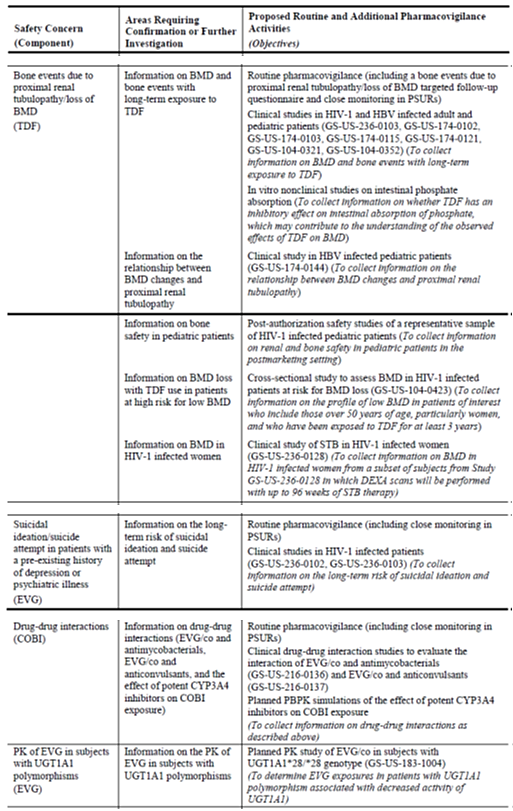 Safety Concern
(Component)
Areas Requiring
Confirmation or Further
Investigation
Proposed Routine and Additional Pharmacovigilance
Activities
(Objectives)
Bone events due to
proximal renal
tubulopathy/loss of
BMD
(TDF)
Information on BMD and
bone events with
long-term exposure to
TDF
Routine pharmacovigilance (including a bone events due to
proximal renal tubulopathy/loss of BMD targeted follow-up
questionnaire and close monitoring in PSURs)
Clinical studies in HIV-1 and HBV infected adult and
pediatric patients (GS-US-236-0103, GS-US-174-0102,
GS-US-174-0103, GS-US-174-0115, GS-US-174-0121,
GS-US-104-0321, GS-US-104-0352) (To collect
information on BMD and bone events with long-term
exposure to TDF)
In vitro nonclinical studies on intestinal phosphate
absorption (To collect information on whether TDF has an
inhibitory effect on intestinal absorption of phosphate,
which may contribute to the understanding of the observed
effects of TDF on BMD)
Information on the
relationship between
BMD changes and
proximal renal
tubulopathy
Clinical study in HBV infected pediatric patients
(GS-US-174-0144) (To collect information on the
relationship between BMD changes and proximal renal
tubulopathy)
Information on bone
safety in pediatric patients
Post-authorization safety studies of a representative sample
of HIV-1 infected pediatric patients (To collect information
on renal and bone safety in pediatric patients in the
postmarketing setting)
Information on BMD loss
with TDF use in patients
at high risk for low BMD
Cross-sectional study to assess BMD in HIV-1 infected
patients at risk for BMD loss (GS-US-104-0423) (To collect
information on the profile of low BMD in patients of interest
who include those over 50 years of age, particularly women,
and who have been exposed to TDF for at least 3 years)
Information on BMD in
HIV-1 infected women
Clinical study of STB in HIV-1 infected women
(GS-US-236-0128) (To collect information on BMD in
HIV-1 infected women from a subset of subjects from Study
GS-US-236-0128 in which DEXA scans will be performed
with up to 96 weeks of STB therapy)
Suicidal
ideation/suicide
attempt in patients with
a pre-existing history
of depression or
psychiatric illness
(EVG)
Information on the long-
term risk of suicidal
ideation and suicide
attempt
Routine pharmacovigilance (including close monitoring in
PSURs)
Clinical studies in HIV-1 infected patients
(GS-US-236-0102, GS-US-236-0103) (To collect
information on the long-term risk of suicidal ideation and
suicide attempt)
Drug-drug interactions
(COBI)
Information on drug-drug
interactions (EVG/co and
antimycobacterials,
EVG/co and
anticonvulsants, and the
effect of potent CYP3A4
inhibitors on COBI
exposure)
Routine pharmacovigilance (including close monitoring in
PSURs)
Clinical drug-drug interaction studies to evaluate the
interaction of EVG/co and antimycobacterials
(GS-US-216-0136) and EVG/co and anticonvulsants
(GS-US-216-0137)
Planned PBPK simulations of the effect of potent CYP3A4
inhibitors on COBI exposure
(To collect information on drug-drug interactions as
described above)
PK of EVG in subjects
with UGT1A1
polymorphisms
(EVG)
Information on the PK of
EVG in subjects with
UGT1A1 polymorphisms
Planned PK study of EVG/co in subjects with
UGT1A1*28/*28 genotype (GS-US-183-1004)
(To determine EVG exposures in patients with UGT1A1
polymorphism associated with decreased activity of
UGT1A1)